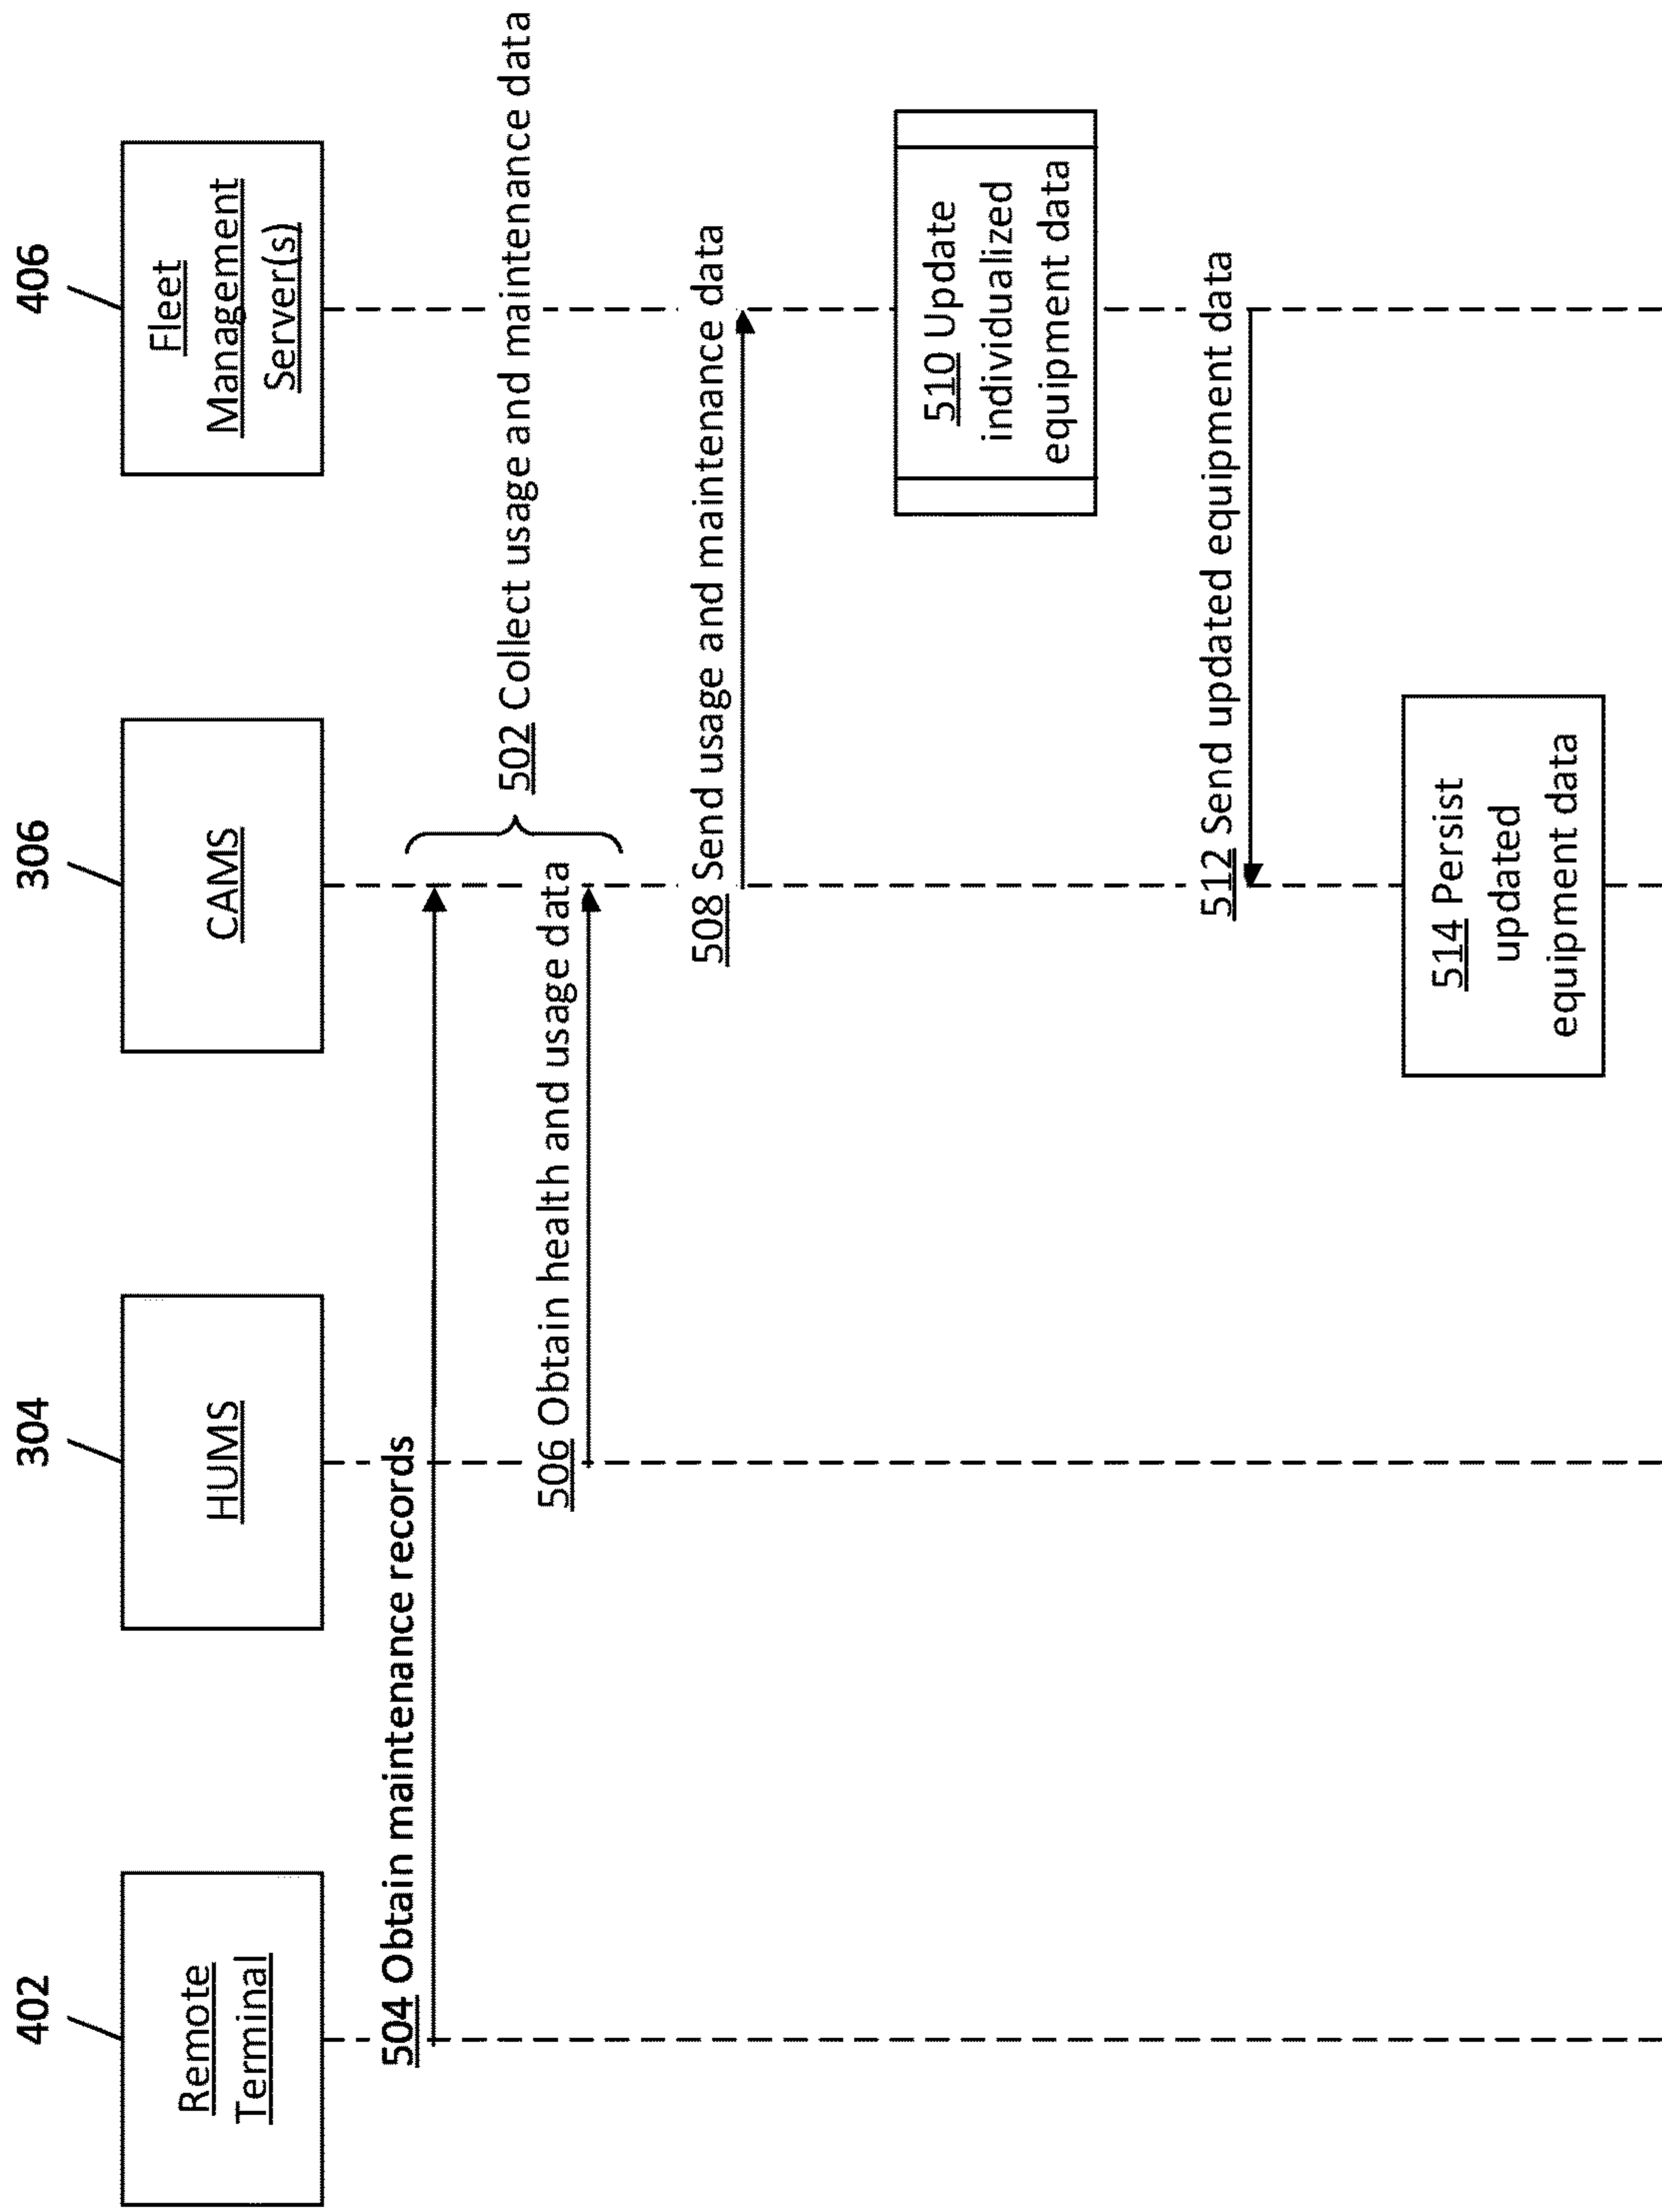 402
304
306
406
Remote
Terminal
HUMS
CAMS
Fleet
Management
Server(s)
504 Obtain maintenance records
502 Collect usage and maintenance data
506 Obtain health and usage data
508 Send usage and maintenance data
510 Update
individualized
equipment data
512 Send updated equipment data
514 Persist
updated
equipment data